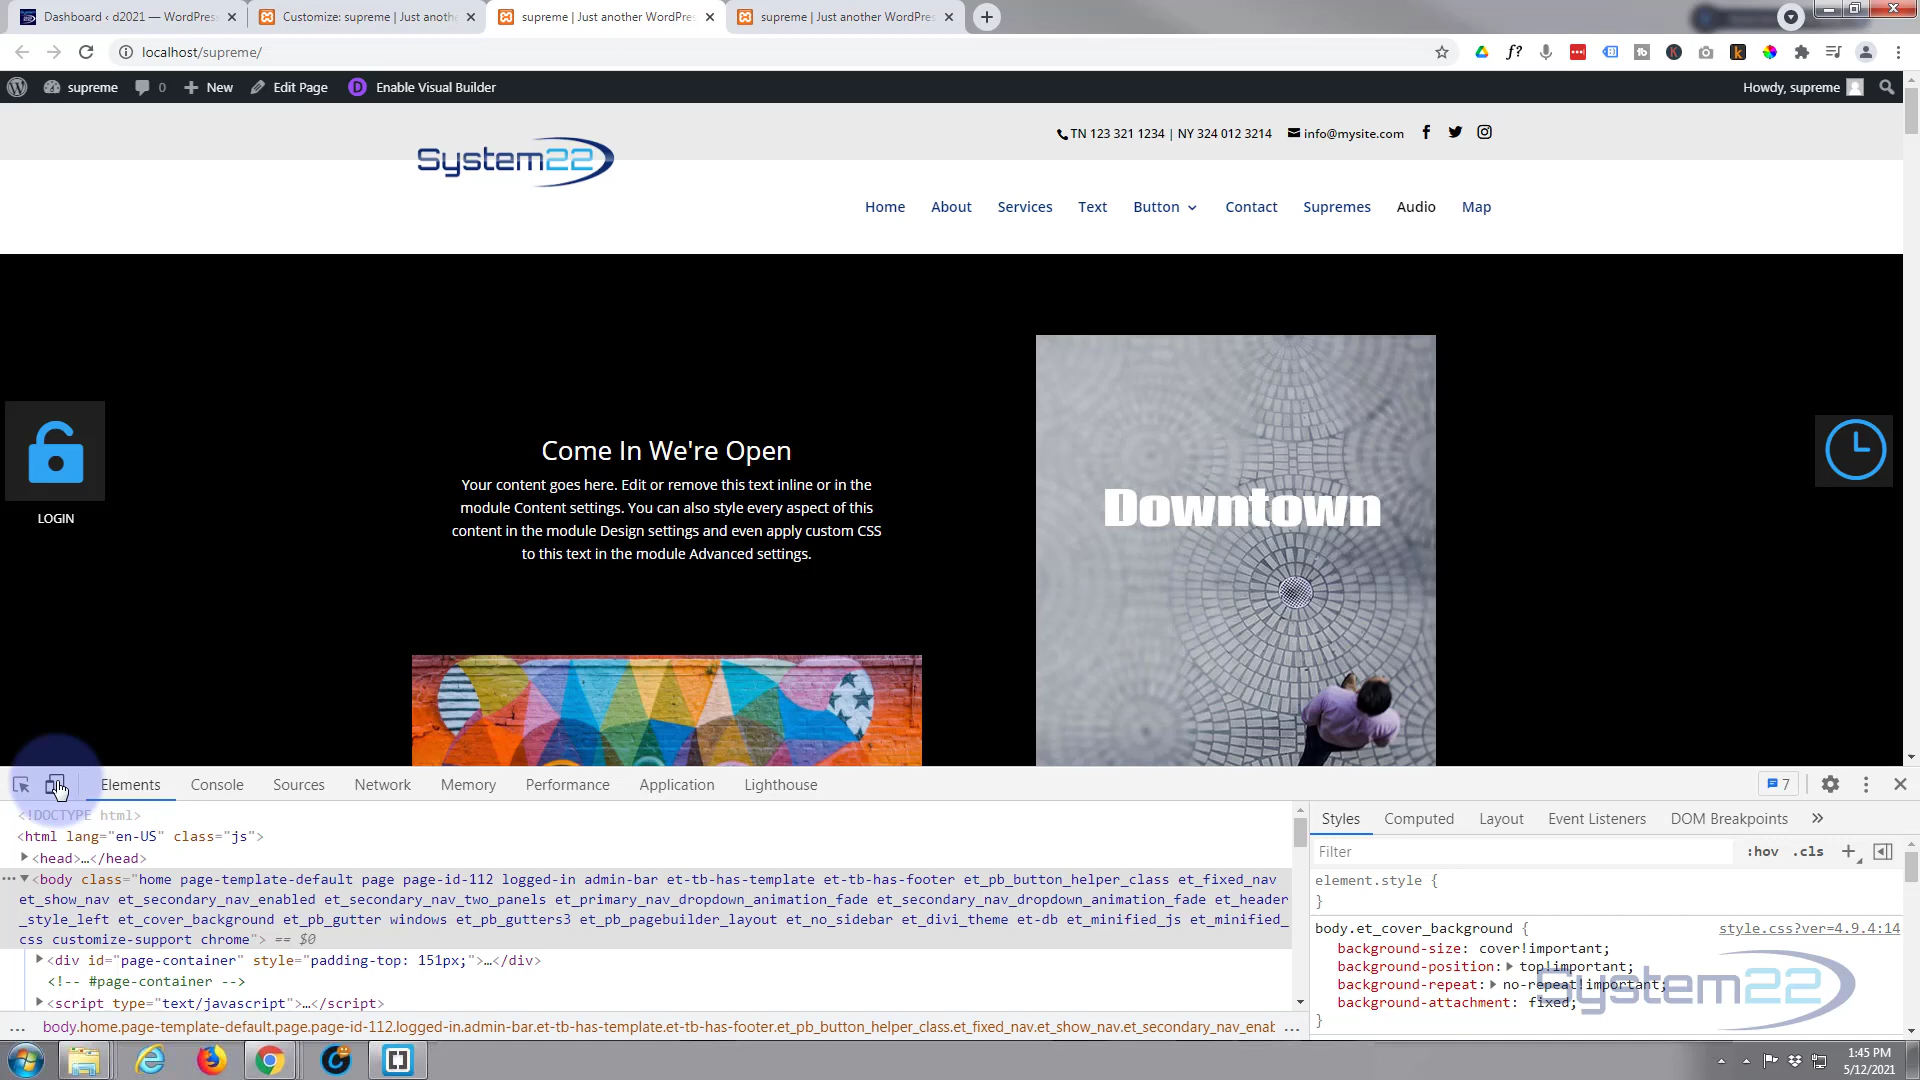 Dashboard ‹ d2021 — WordPress
Customize: supreme | Just anoth
supreme | Just another WordPres
supreme | Just another WordPres
localhost/supreme/
supreme
0
New
Edit Page
D
Enable Visual Builder
Howdy, supreme
System22
TN 123 321 1234 | NY 324 012 3214
info@mysite.com
Home
About
Services
Text
Button
Contact
Supremes
Audio
Map
Come In We're Open
Your content goes here. Edit or remove this text inline or in the
module Content settings. You can also style every aspect of this
content in the module Design settings and even apply custom CSS
to this text in the module Advanced settings.
LOGIN
Downtown
Elements
Console
Sources
Network
Memory
Performance
Application
Lighthouse
7
<!DOCTYPE html>
<html lang="en-US" class="js">
<head>…</head>
<body class="home page-template-default page page-id-112 logged-in admin-bar et-tb-has-template et-tb-has-footer et_pb_button_helper_class et_fixed_nav
et_show_nav et_secondary_nav_enabled et_secondary_nav_two_panels et_primary_nav_dropdown_animation_fade et_secondary_nav_dropdown_animation_fade et_header
_style_left et_cover_background et_pb_gutter windows et_pb_gutters3 et_pb_pagebuilder_layout et_no_sidebar et_divi_theme et-db et_minified_js et_minified_
css customize-support chrome"> == $0
<div id="page-container" style="padding-top: 151px;">…</div>
<!-- #page-container -->
<script type="text/javascript">…</script>
… body.home.page-template-default.page.page-id-112.logged-in.admin-bar.et-tb-has-template.et-tb-has-footer.et_pb_button_helper_class.et_fixed_nav.et_show_nav.et_secondary_nav_enab …
Styles
Computed
Layout
Event Listeners
DOM Breakpoints
Filter
:hov
.cls
element.style {
}
body.et_cover_background {
style.css?ver=4.9.4:14
background-size: cover!important;
background-position: top!important;
background-repeat: no-repeat!important;
background-attachment: fixed;
}
System22
1:45 PM
5/12/2021